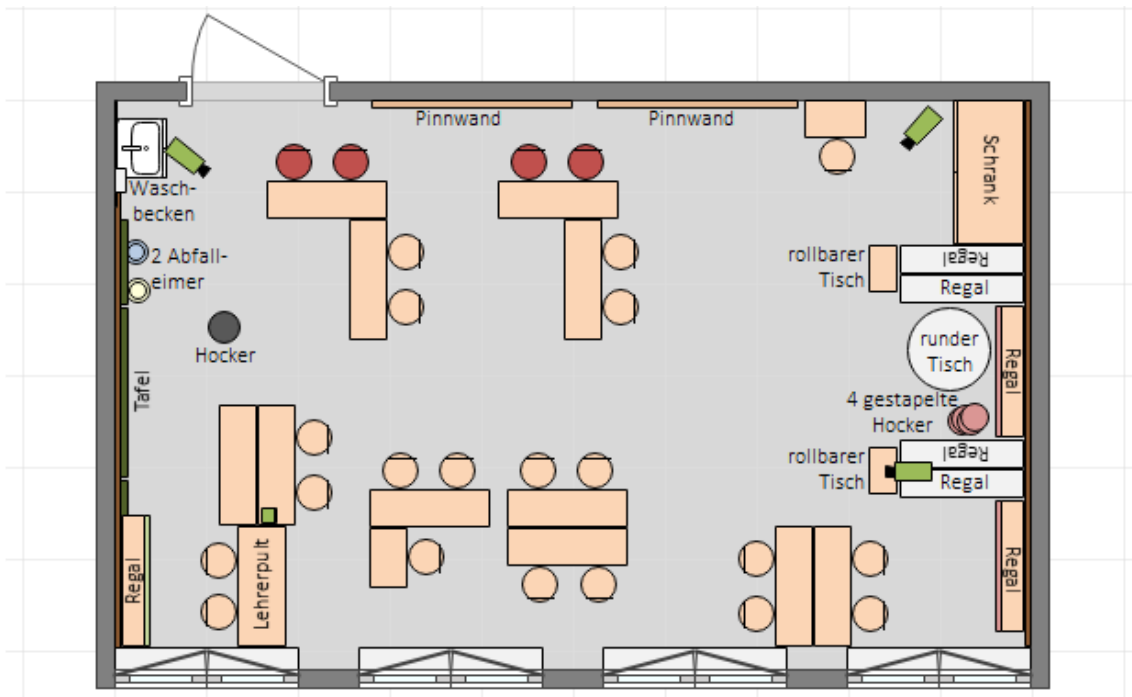 Pinnwand
Pinnwand
Schrank
Wasch-
becken
2 Abfall-
eimer
rollbarer
Tisch
Regal
Regal
Hocker
runder
Tisch
Regal
Tafel
4 gestapelte
Hocker
rollbarer
Tisch
Regal
Regal
Regal
Lehrerpult
Regal